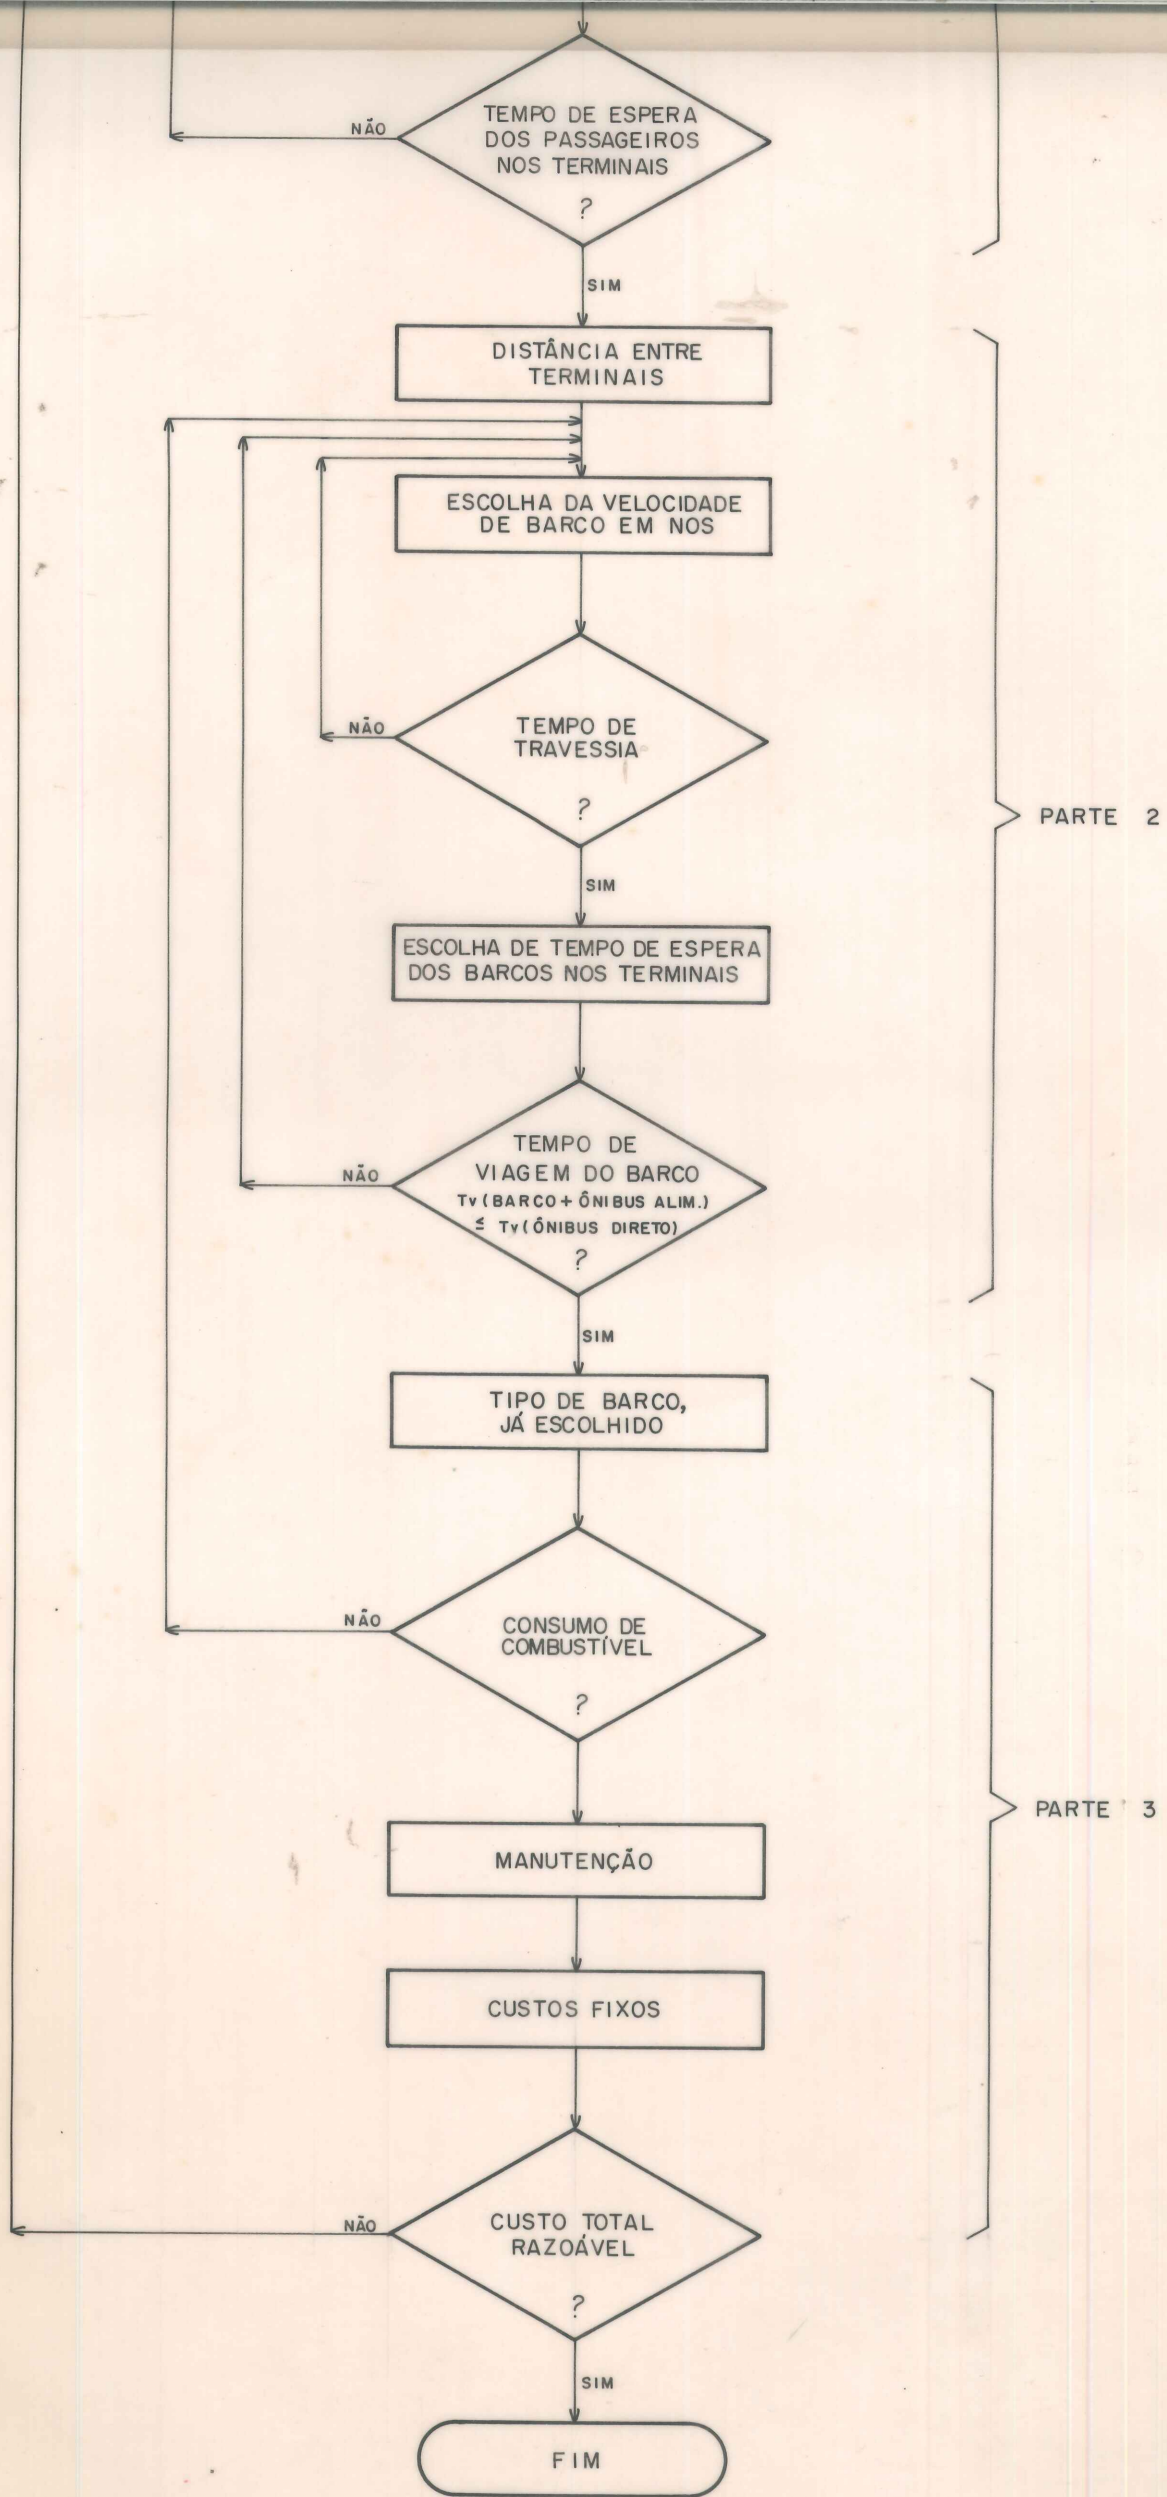 TEMPO DE ESPERA
DOS PASSAGEIROS
NOS TERMINAIS
?
NÃO
SIM
DISTÂNCIA ENTRE
TERMINAIS
ESCOLHA DA VELOCIDADE
DE BARCO EM NOS
TEMPO DE
TRAVESSIA
?
NÃO
SIM
PARTE 2
ESCOLHA DE TEMPO DE ESPERA
DOS BARCOS NOS TERMINAIS
TEMPO DE
VIAGEM DO BARCO
Tv (BARCO + ÔNIBUS ALIM.)
≤ Tv (ÔNIBUS DIRETO)
?
NÃO
SIM
TIPO DE BARCO,
JÁ ESCOLHIDO
CONSUMO DE
COMBUSTÍVEL
?
NÃO
PARTE 3
MANUTENÇÃO
CUSTOS FIXOS
CUSTO TOTAL
RAZOÁVEL
?
NÃO
SIM
FIM